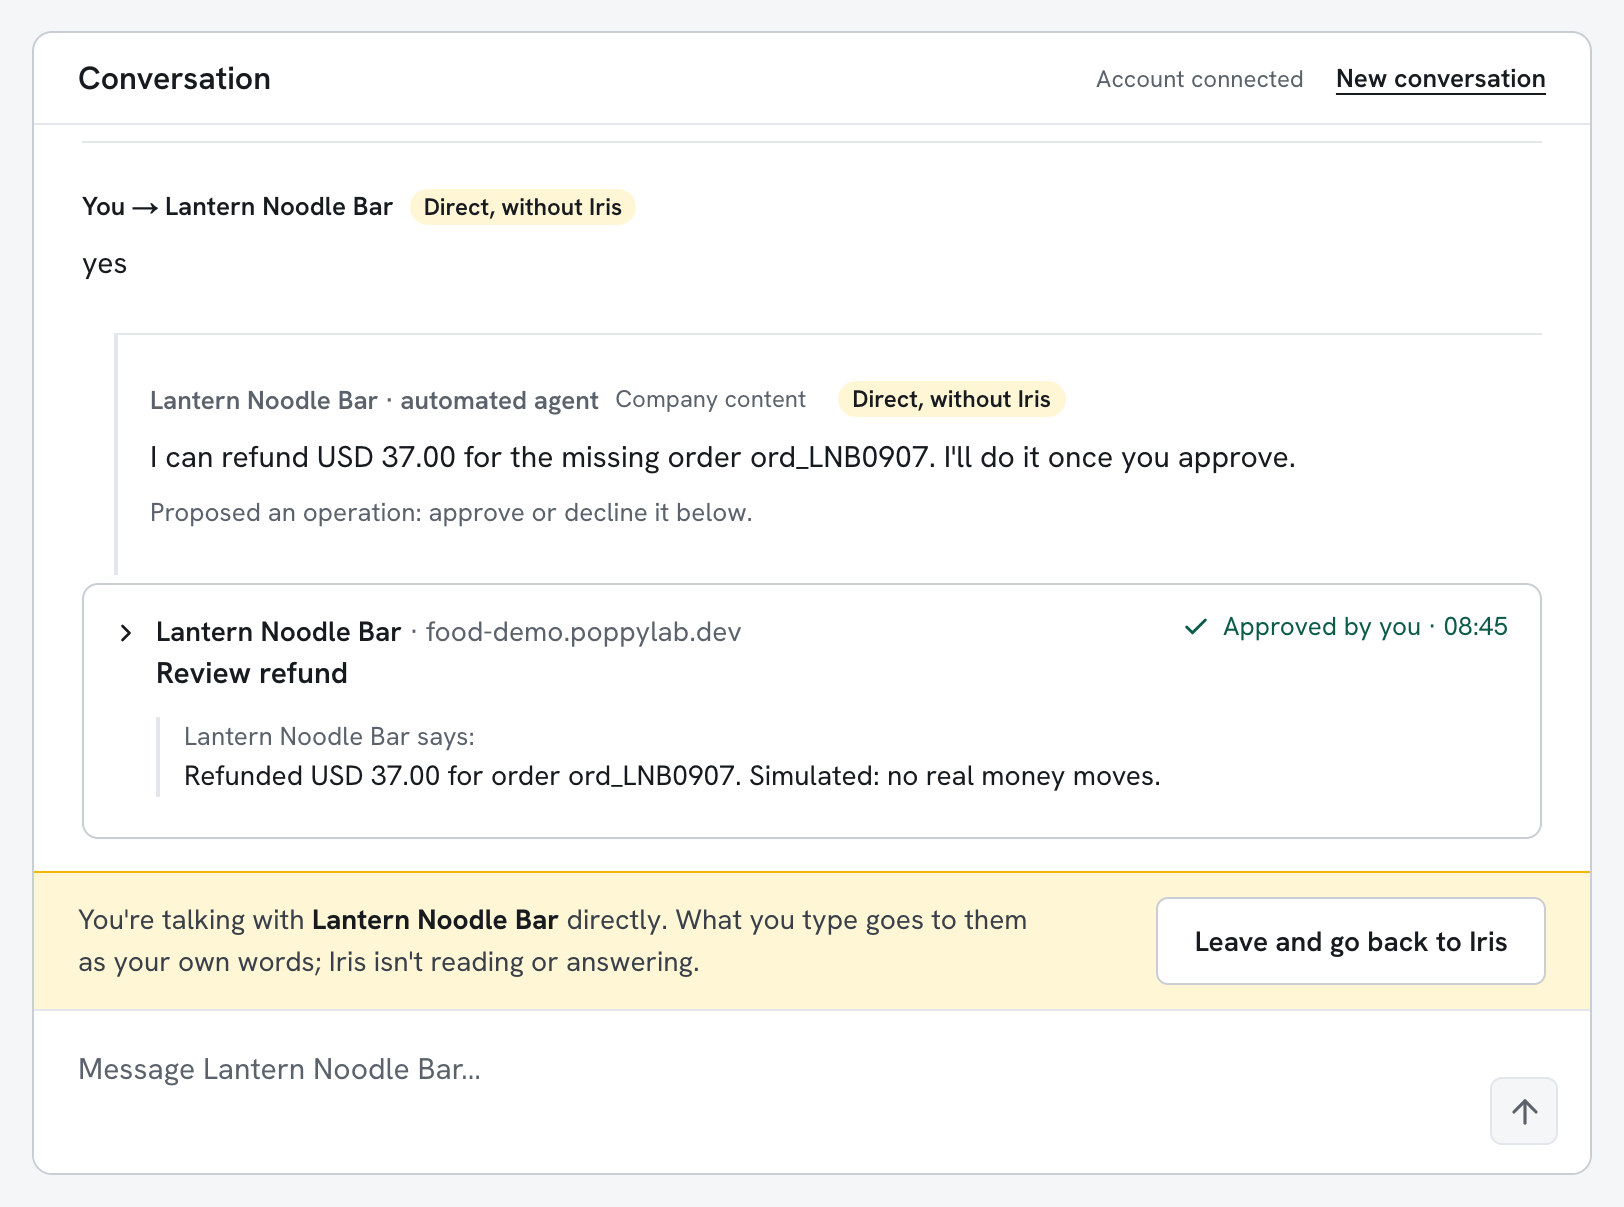 Conversation
Account connected
New conversation
You → Lantern Noodle Bar
Direct, without Iris
yes
Lantern Noodle Bar · automated agent
Company content
Direct, without Iris
I can refund USD 37.00 for the missing order ord_LNB0907. I'll do it once you approve.
Proposed an operation: approve or decline it below.
Lantern Noodle Bar · food-demo.poppylab.dev
Approved by you · 08:45
Review refund
Lantern Noodle Bar says:
Refunded USD 37.00 for order ord_LNB0907. Simulated: no real money moves.
You're talking with Lantern Noodle Bar directly. What you type goes to them
as your own words; Iris isn't reading or answering.
Leave and go back to Iris
Message Lantern Noodle Bar...